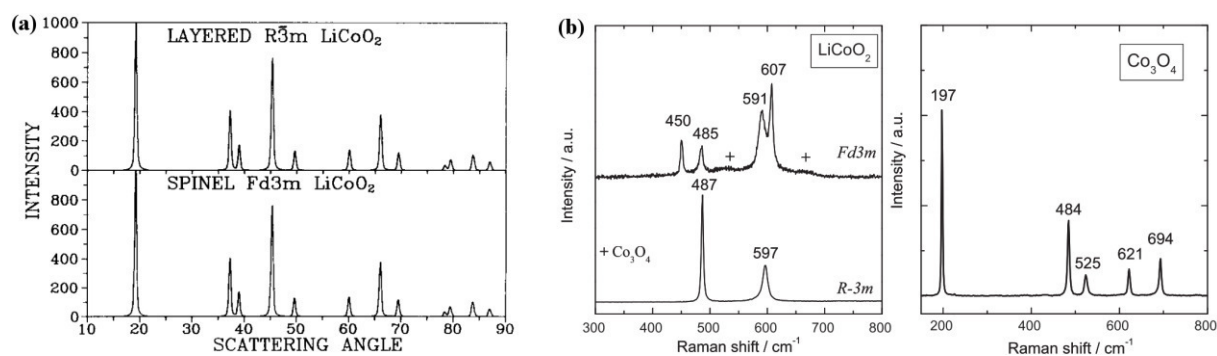 (a)
1000
800
600
400
200
0
800
600
400
200
0
INTENSITY
LAYERED R3̅m LiCoO₂
SPINEL Fd3m LiCoO₂
10 20 30 40 50 60 70 80 90
SCATTERING ANGLE
(b)
Intensity / a.u.
LiCoO₂
607
591
450
485
+ +
Fd3m
487
+ Co₃O₄
597
R-3m
300 400 500 600 700 800
Raman shift / cm⁻¹
Intensity / a.u.
Co₃O₄
197
484
525
621
694
200 300 400 500 600 700 800
Raman shift / cm⁻¹